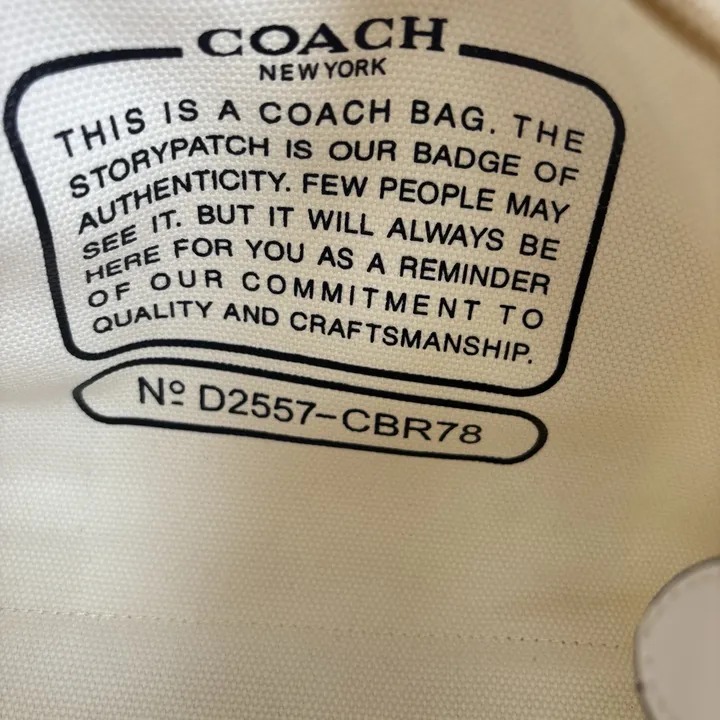 COACH
NEW YORK
THIS IS A COACH BAG. THE
STORYPATCH IS OUR BADGE OF
AUTHENTICITY. FEW PEOPLE MAY
SEE IT. BUT IT WILL ALWAYS BE
HERE FOR YOU AS A REMINDER
OF OUR COMMITMENT TO
QUALITY AND CRAFTSMANSHIP.
Nº D2557-CBR78